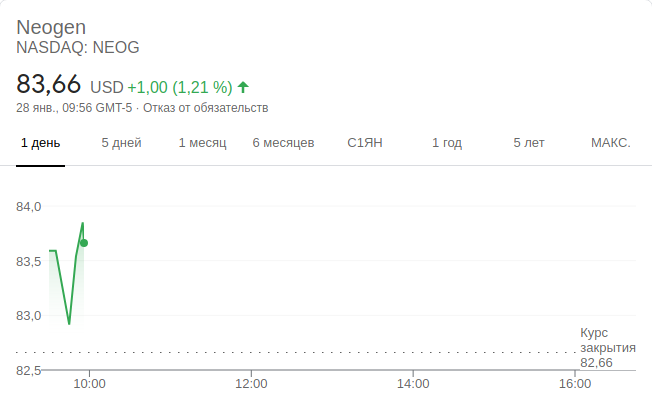 Neogen
NASDAQ: NEOG
83,66 USD +1,00 (1,21 %)
28 янв., 09:56 GMT-5 · Отказ от обязательств
1 день 5 дней 1 месяц 6 месяцев С1ЯН 1 год 5 лет МАКС.
84,0
83,5
83,0
Курс
закрытия
82,66
82,5
10:00 12:00 14:00 16:00